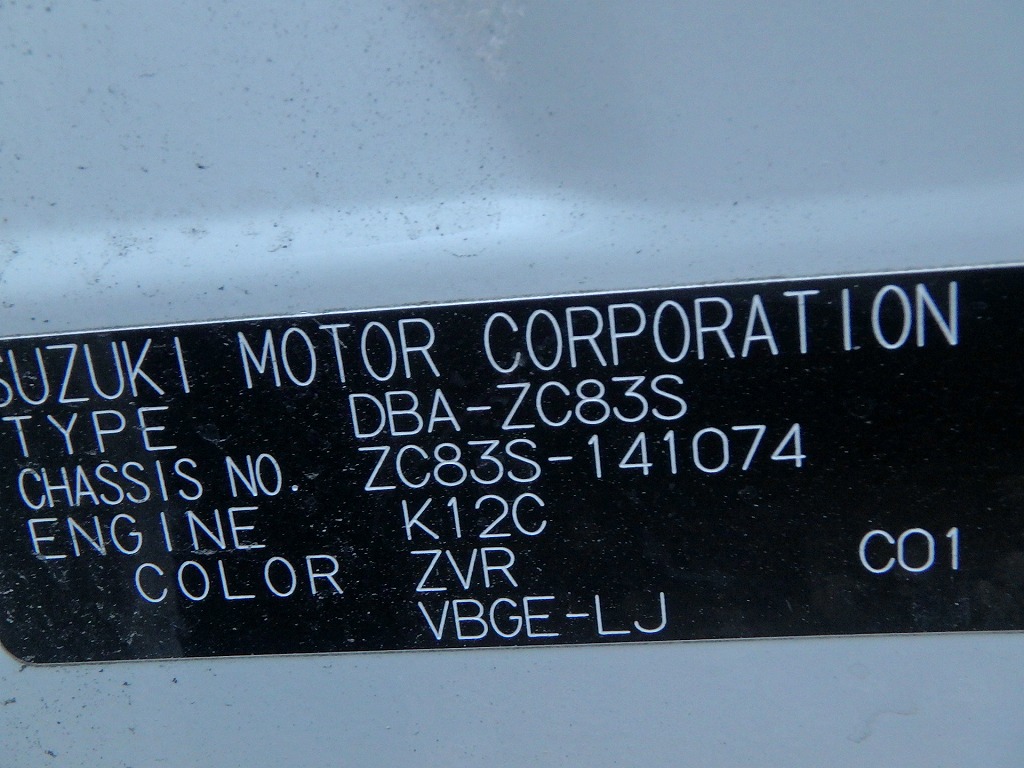 SUZUKI MOTOR CORPORATION
TYPE DBA-ZC83S
CHASSIS NO. ZC83S-141074
ENGINE K12C
COLOR ZVR C01
VBGE-LJ